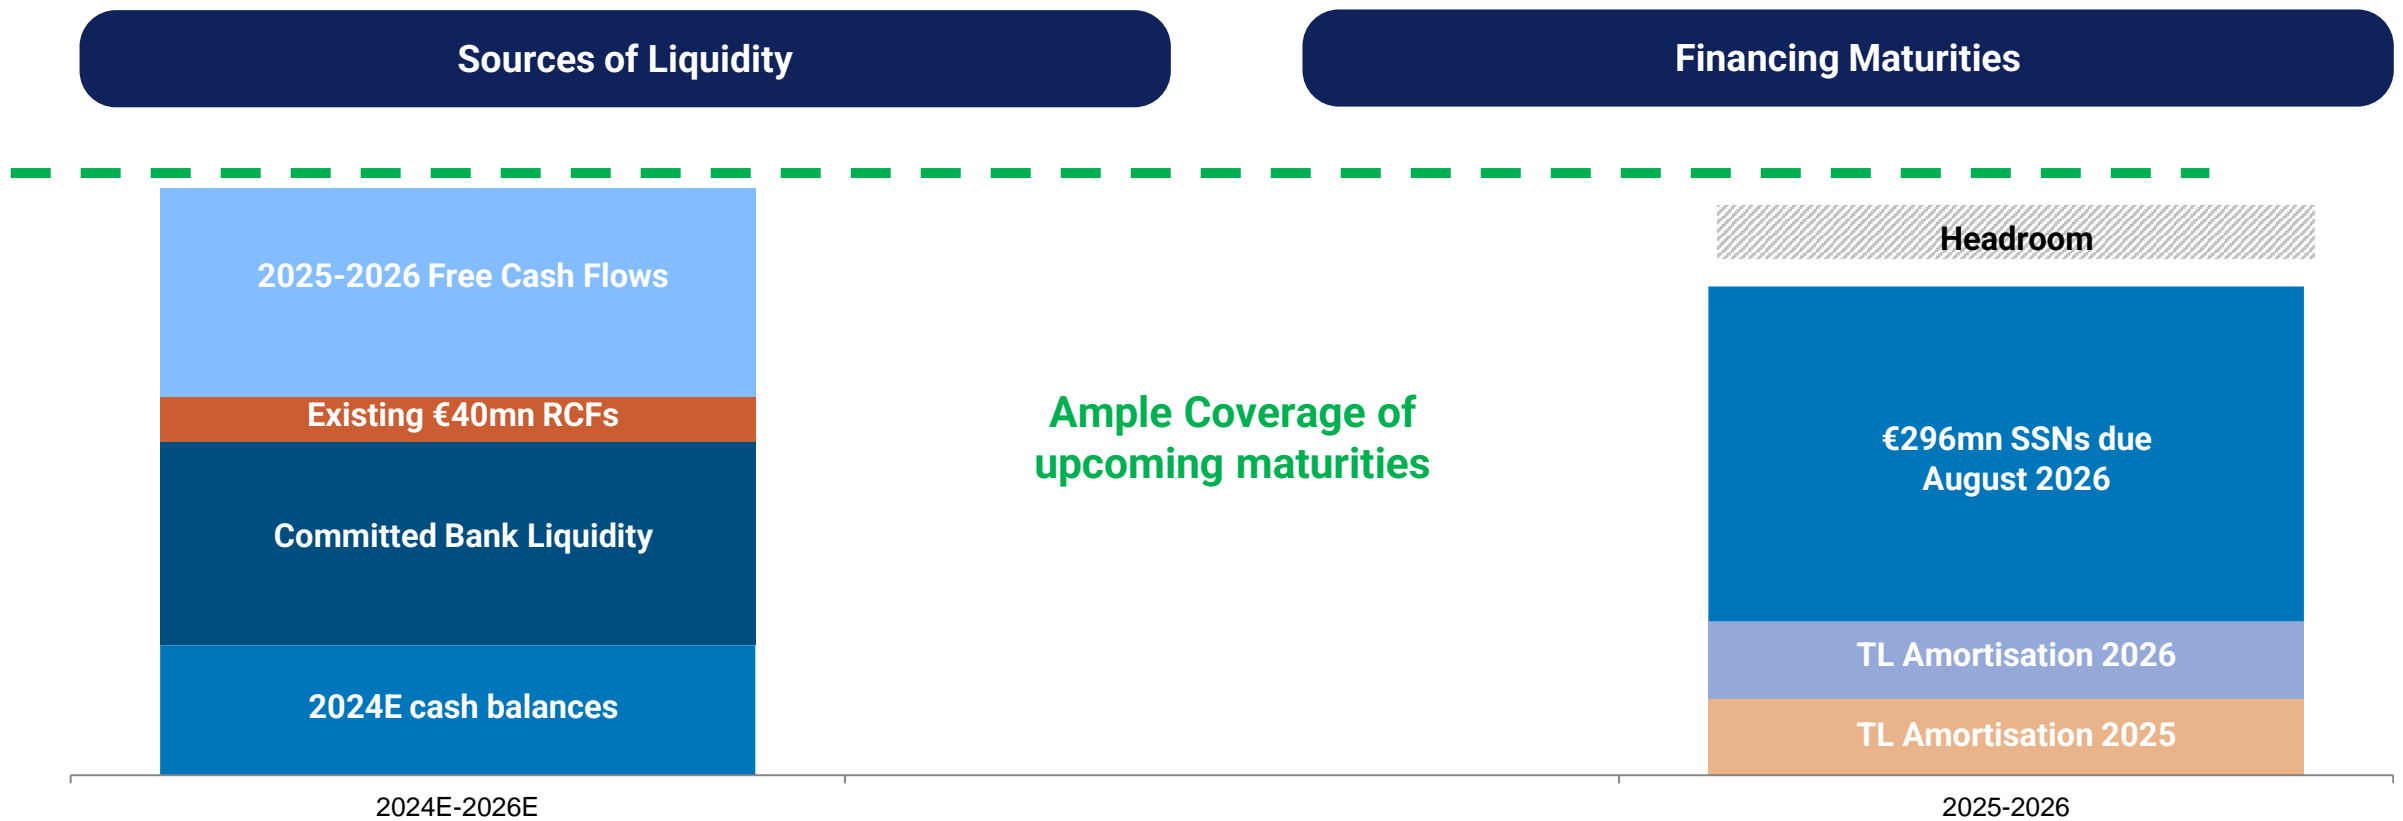 Sources of Liquidity
Financing Maturities
2025-2026 Free Cash Flows
Existing €40mn RCFs
Committed Bank Liquidity
2024E cash balances
2024E-2026E
Ample Coverage of
upcoming maturities
Headroom
€296mn SSNs due
August 2026
TL Amortisation 2026
TL Amortisation 2025
2025-2026